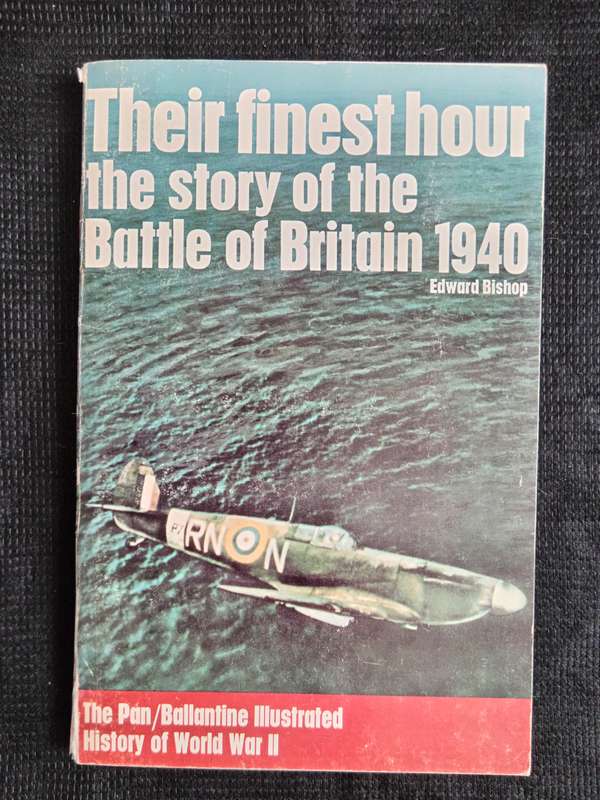 Their finest hour
the story of the
Battle of Britain 1940
Edward Bishop
RN N
The Pan/Ballantine Illustrated
History of World War II